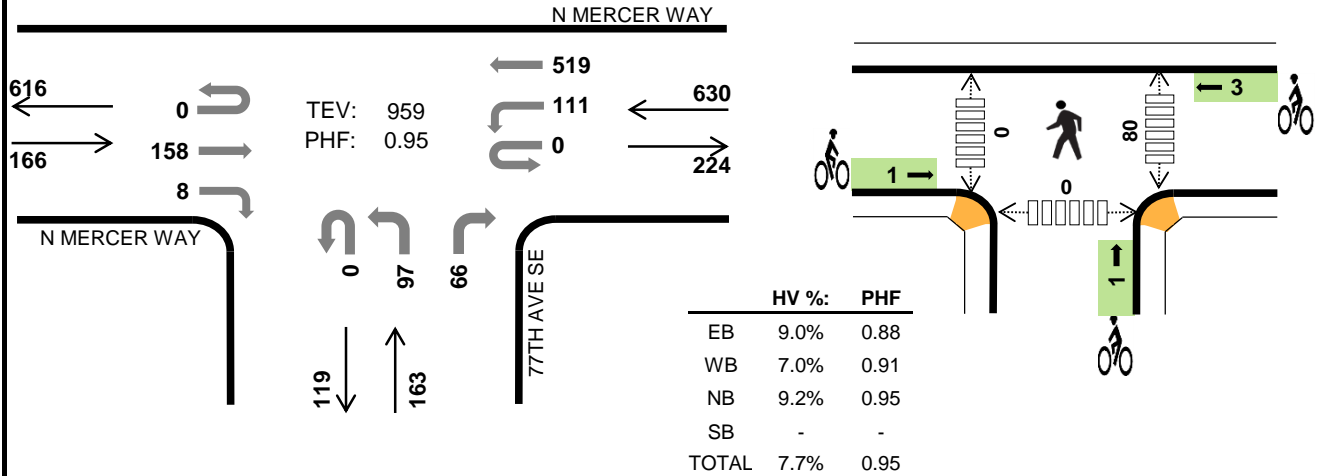 N MERCER WAY
616
166
0
158
8
TEV: 959
PHF: 0.95
519
111
0
630
224
N MERCER WAY
0
97
66
77TH AVE SE
119
163
HV %: PHF
EB 9.0% 0.88
WB 7.0% 0.91
NB 9.2% 0.95
SB - -
TOTAL 7.7% 0.95
0
80
3
1
0
1